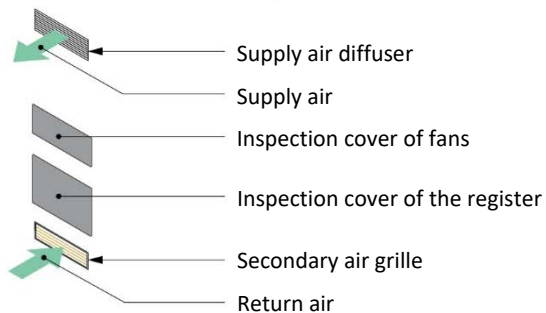 Supply air diffuser
Supply air
Inspection cover of fans
Inspection cover of the register
Secondary air grille
Return air